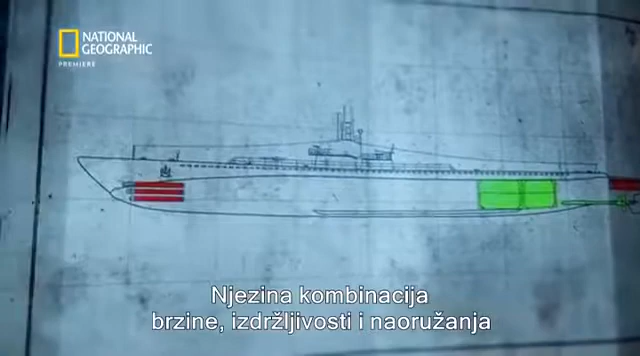 NATIONAL
GEOGRAPHIC
PREMIERE
Njezina kombinacija
brzine, izdržljivosti i naoružanja